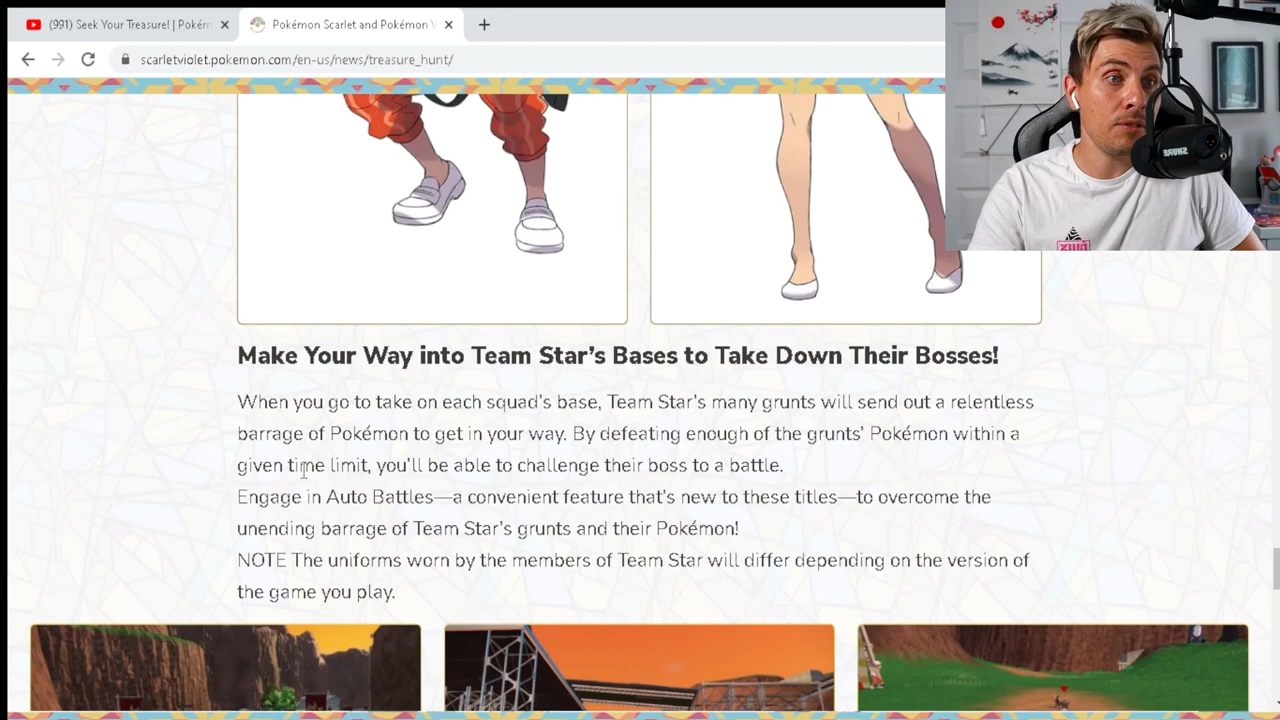 (991) Seek Your Treasure! | Pokém
Pokémon Scarlet and Pokémon V
scarletviolet.pokemon.com/en-us/news/treasure_hunt/
SHURE
Make Your Way into Team Star's Bases to Take Down Their Bosses!
When you go to take on each squad's base, Team Star's many grunts will send out a relentless
barrage of Pokémon to get in your way. By defeating enough of the grunts' Pokémon within a
given time limit, you'll be able to challenge their boss to a battle.
Engage in Auto Battles—a convenient feature that's new to these titles—to overcome the
unending barrage of Team Star's grunts and their Pokémon!
NOTE The uniforms worn by the members of Team Star will differ depending on the version of
the game you play.